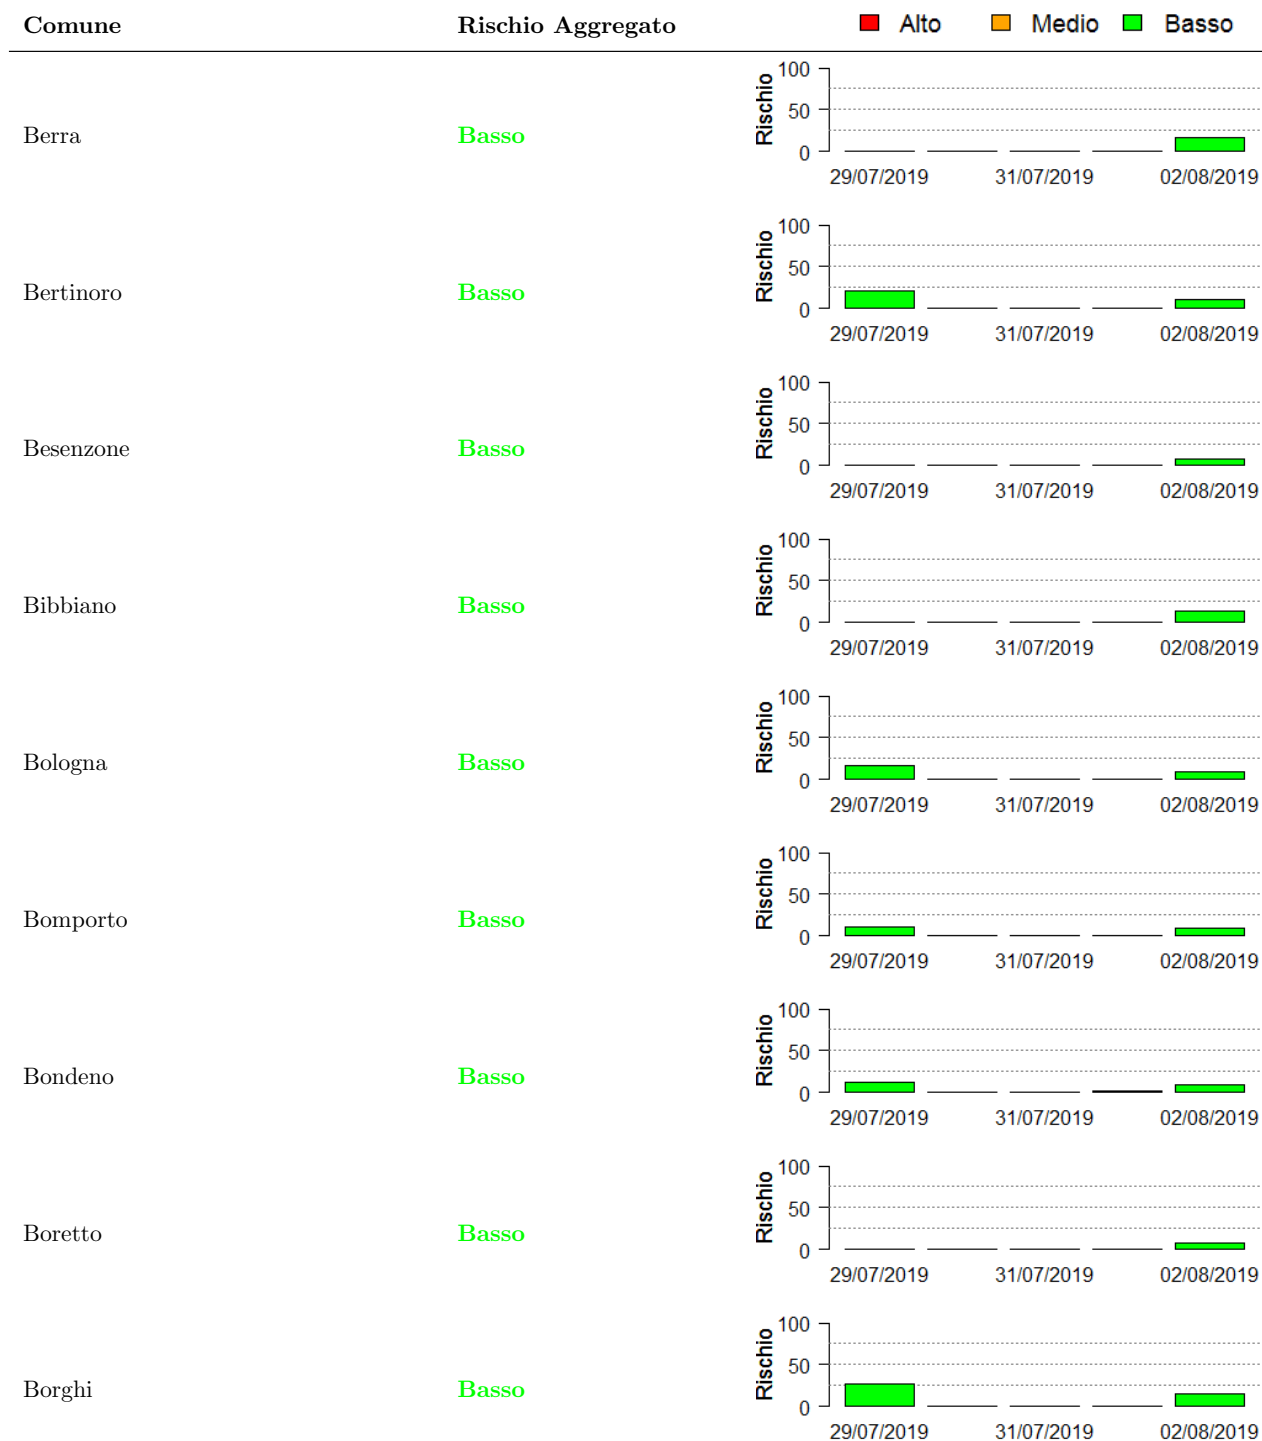 Comune Rischio Aggregato Alto Medio Basso
100
50
0
Rischio
Berra Basso
29/07/2019 31/07/2019 02/08/2019
100
50
0
Rischio
Bertinoro Basso
29/07/2019 31/07/2019 02/08/2019
100
50
0
Rischio
Besenzone Basso
29/07/2019 31/07/2019 02/08/2019
100
50
0
Rischio
Bibbiano Basso
29/07/2019 31/07/2019 02/08/2019
100
50
0
Rischio
Bologna Basso
29/07/2019 31/07/2019 02/08/2019
100
50
0
Rischio
Bomporto Basso
29/07/2019 31/07/2019 02/08/2019
100
50
0
Rischio
Bondeno Basso
29/07/2019 31/07/2019 02/08/2019
100
50
0
Rischio
Boretto Basso
29/07/2019 31/07/2019 02/08/2019
100
50
0
Rischio
Borghi Basso
29/07/2019 31/07/2019 02/08/2019